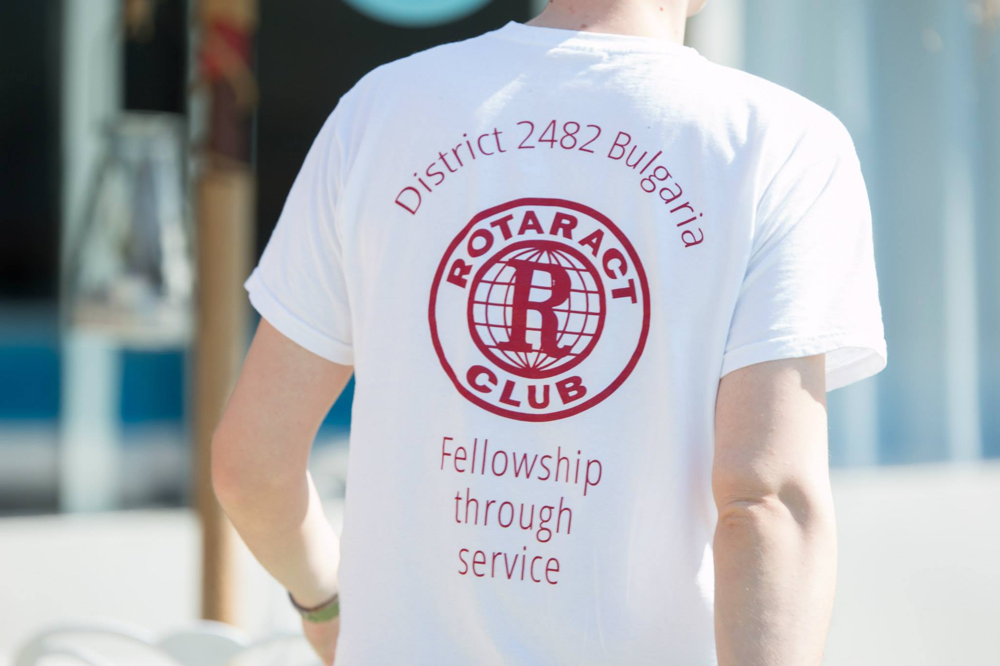 District 2482 Bulgaria
ROTARACT
R
CLUB
Fellowship
through
service